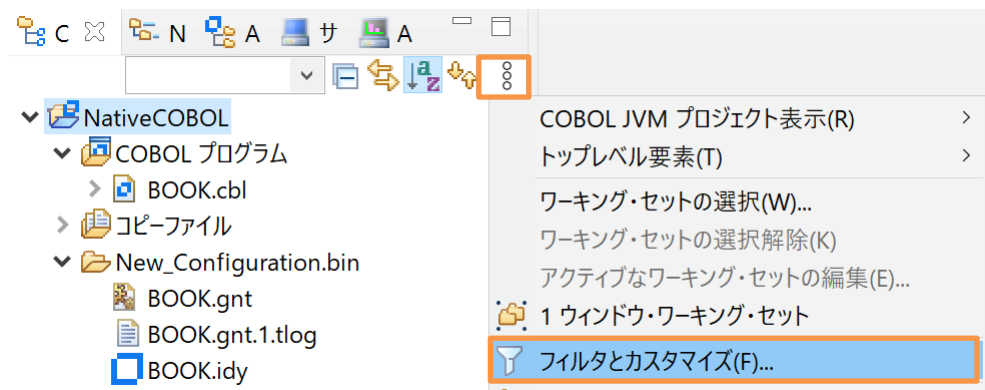 C N A サ A
NativeCOBOL
COBOL プログラム
BOOK.cbl
コピーファイル
New_Configuration.bin
BOOK.gnt
BOOK.gnt.1.tlog
BOOK.idy
COBOL JVM プロジェクト表示(R)
トップレベル要素(T)
ワーキング・セットの選択(W)...
ワーキング・セットの選択解除(K)
アクティブなワーキング・セットの編集(E)...
1 ウィンドウ・ワーキング・セット
フィルタとカスタマイズ(F)...